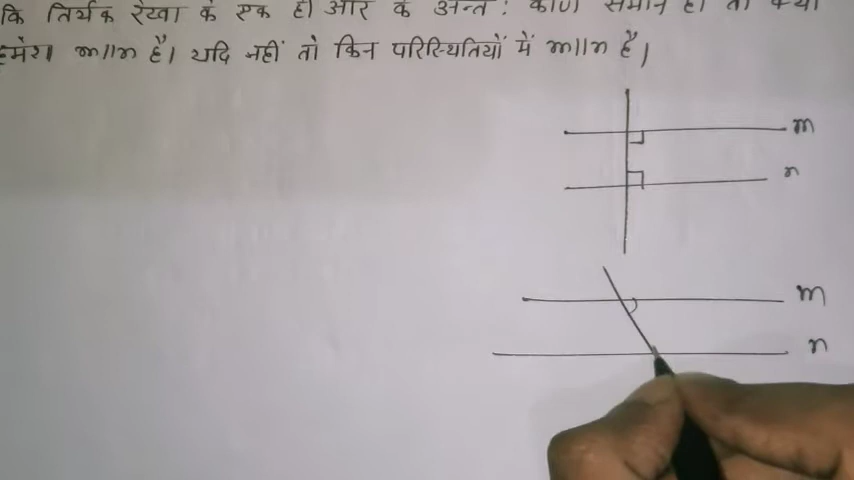 कि तिर्यक रेखा के एक ही ओर के अन्तः कोण समान हो तो क्या
हमेशा m//n है। यदि नहीं तो किन परिस्थितियों में m//n है।
m
n
m
n